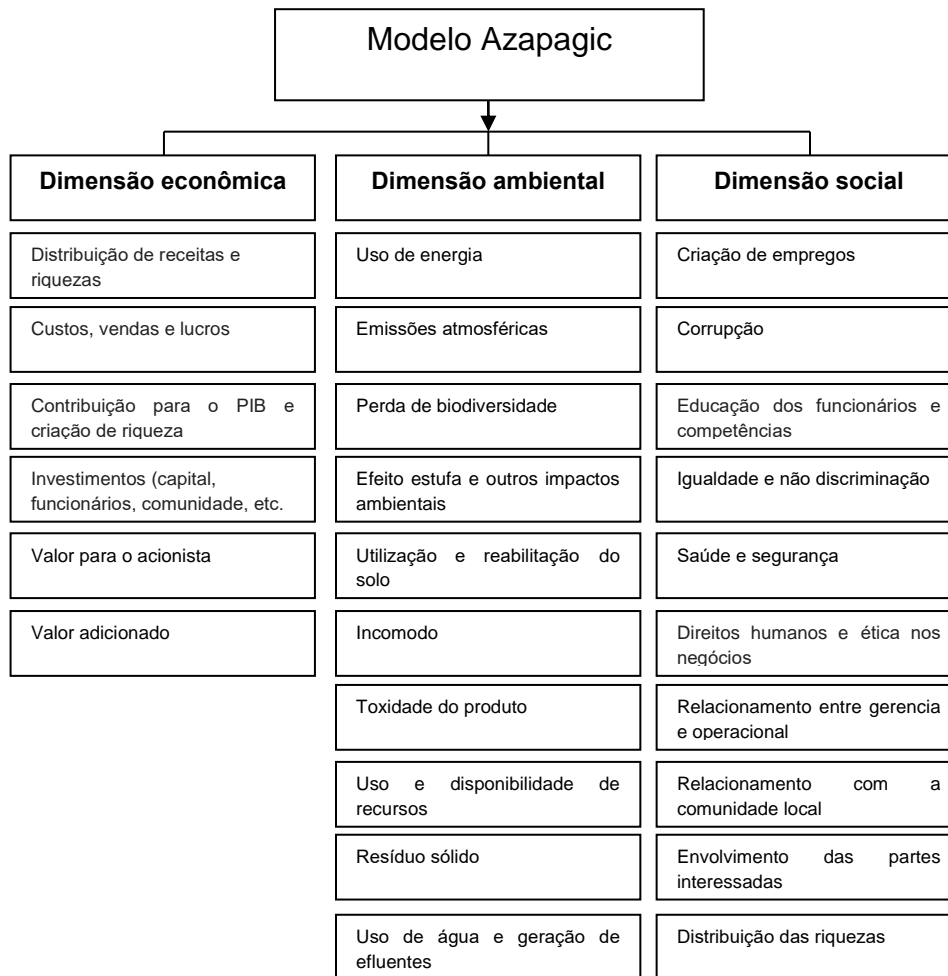 Modelo Azapagic
Dimensão econômica
Distribuição de receitas e
riquezas
Custos, vendas e lucros
Contribuição para o PIB e
criação de riqueza
Investimentos (capital,
funcionários, comunidade, etc.
Valor para o acionista
Valor adicionado
Dimensão ambiental
Uso de energia
Emissões atmosféricas
Perda de biodiversidade
Efeito estufa e outros impactos
ambientais
Utilização e reabilitação do
solo
Incomodo
Toxidade do produto
Uso e disponibilidade de
recursos
Resíduo sólido
Uso de água e geração de
efluentes
Dimensão social
Criação de empregos
Corrupção
Educação dos funcionários e
competências
Igualdade e não discriminação
Saúde e segurança
Direitos humanos e ética nos
negócios
Relacionamento entre gerencia
e operacional
Relacionamento com a
comunidade local
Envolvimento das partes
interessadas
Distribuição das riquezas